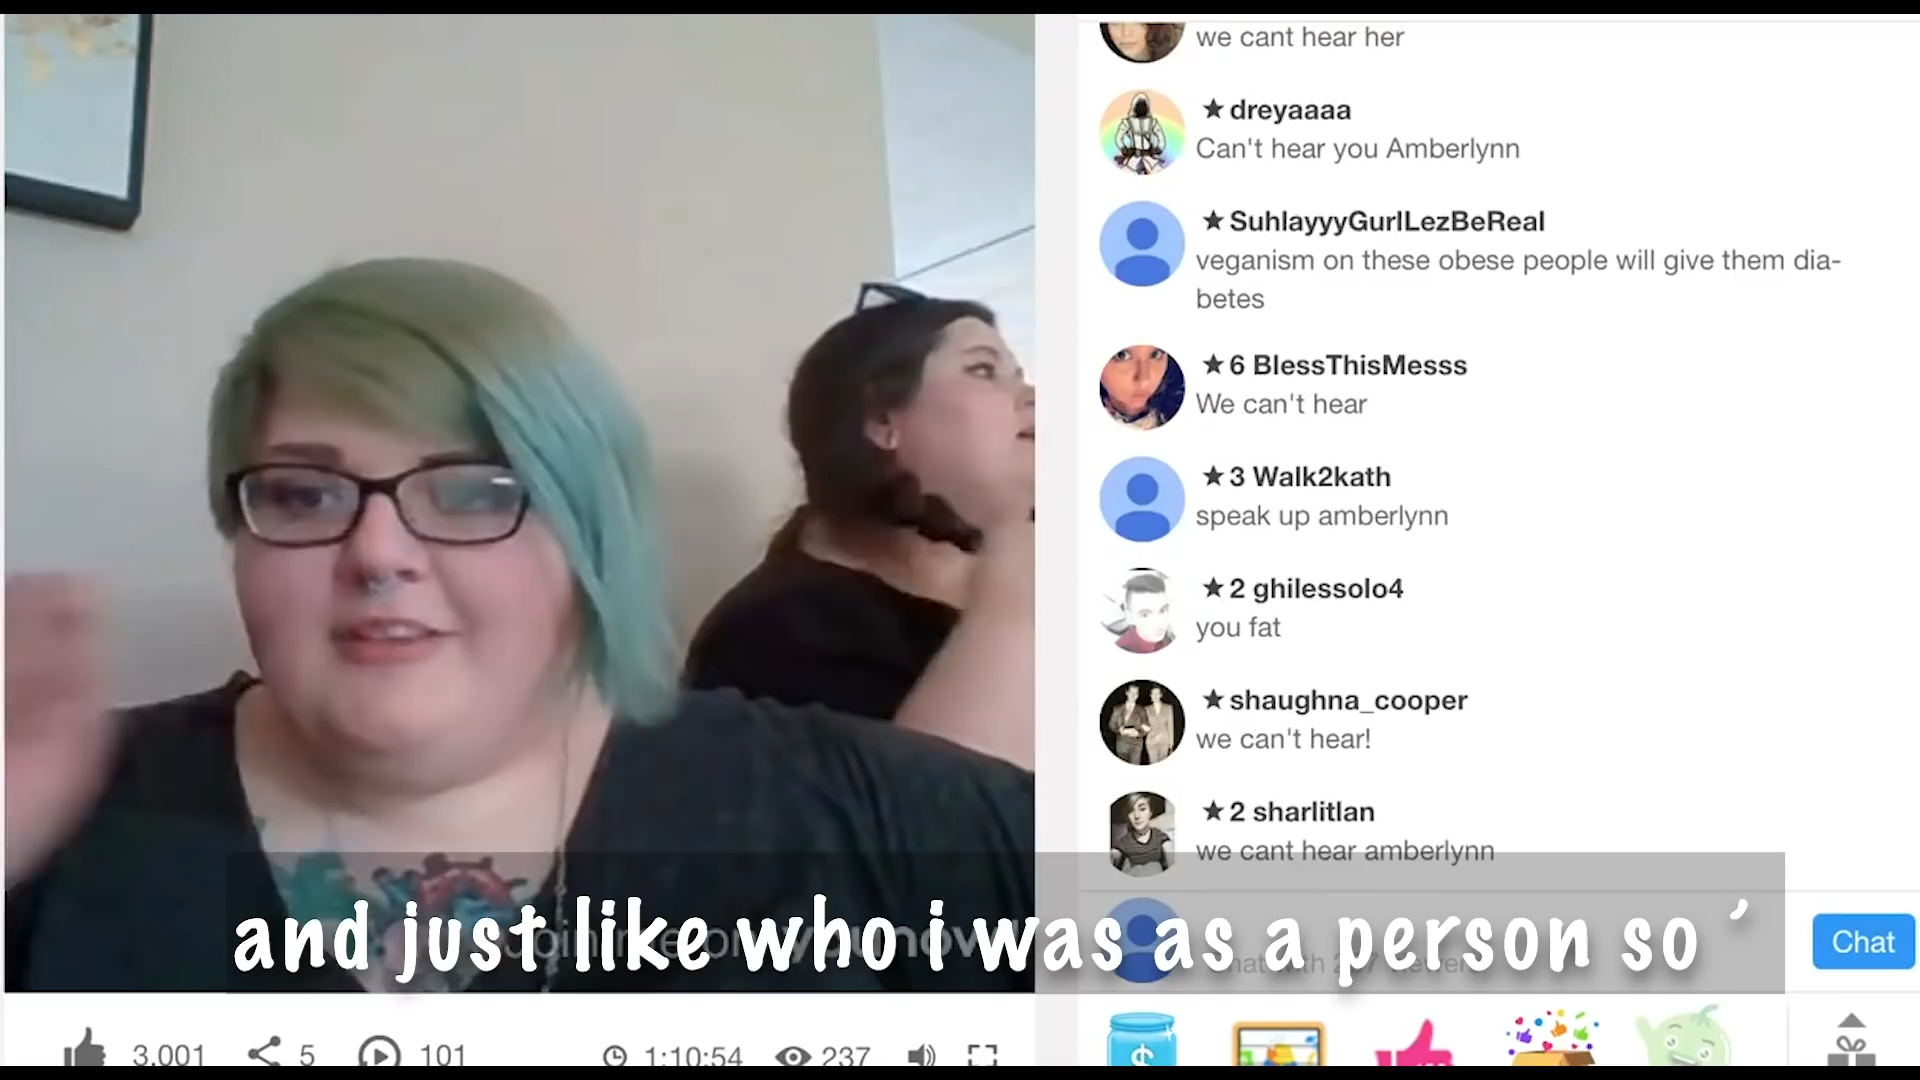 we cant hear her
★ dreyaaaa
Can't hear you Amberlynn
★ SuhlayyyGurlLezBeReal
veganism on these obese people will give them dia-
betes
★ 6 BlessThisMesss
We can't hear
★ 3 Walk2kath
speak up amberlynn
★ 2 ghilessolo4
you fat
★ shaughna_cooper
we can't hear!
★ 2 sharlitlan
we cant hear amberlynn
and just like who i was as a person so '
Chat
3,001
5
101
1:10:54
237